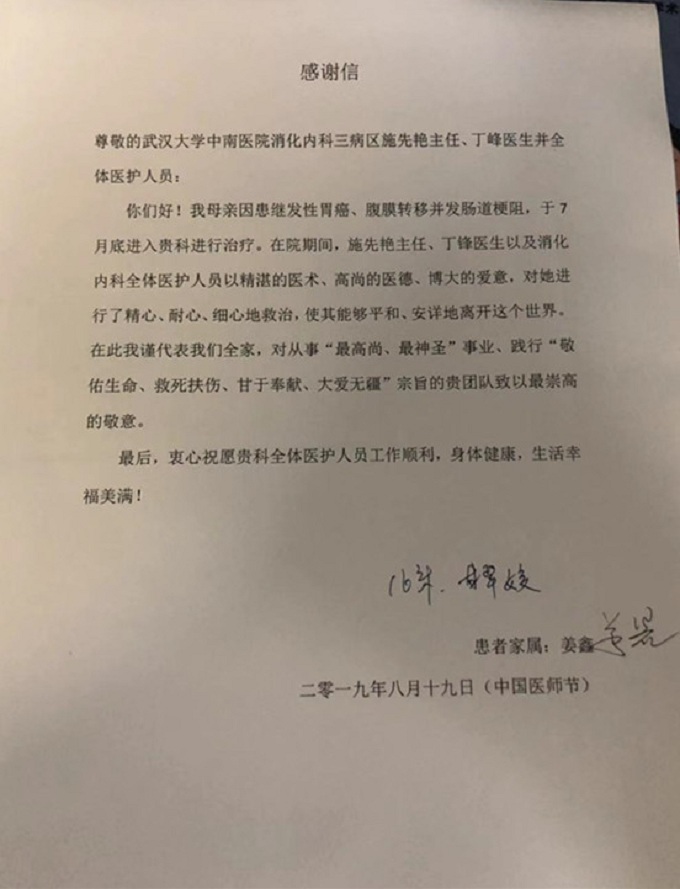 感谢信
尊敬的武汉大学中南医院消化内科三病区施先艳主任、丁峰医生并全
体医护人员：
你们好！我母亲因患继发性胃癌、腹膜转移并发肠道梗阻，于 7
月底进入贵科进行治疗。在院期间，施先艳主任、丁锋医生以及消化
内科全体医护人员以精湛的医术、高尚的医德、博大的爱意，对她进
行了精心、耐心、细心地救治，使其能够平和、安详地离开这个世界。
在此我谨代表我们全家，对从事“最高尚、最神圣”事业、践行“敬
佑生命、救死扶伤、甘于奉献、大爱无疆”宗旨的贵团队致以最崇高
的敬意。
最后，衷心祝愿贵科全体医护人员工作顺利，身体健康，生活幸
福美满！
16床.
患者家属：姜鑫
二零一九年八月十九日（中国医师节）